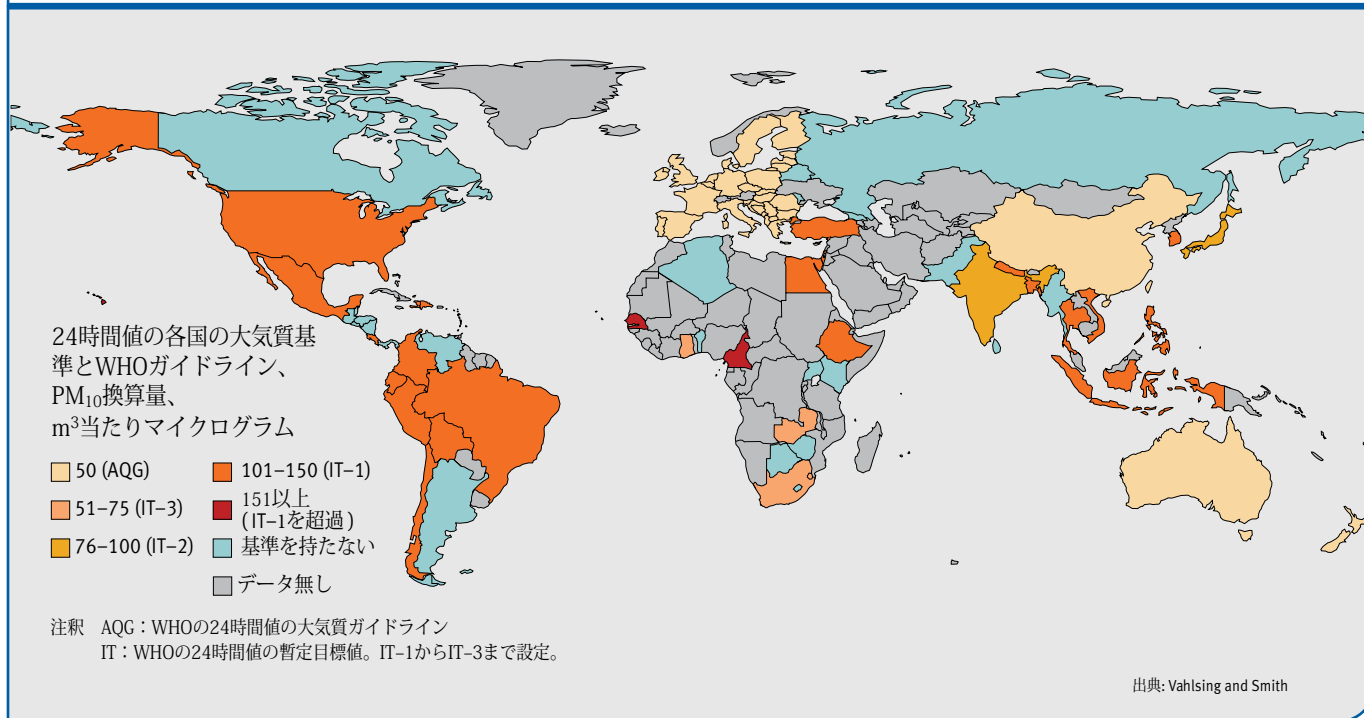 24時間値の各国の大気質基
準とWHOガイドライン、
PM₁₀換算量、
m³当たりマイクログラム
50 (AQG)
51–75 (IT–3)
76–100 (IT–2)
101–150 (IT–1)
151以上
(IT–1を超過)
基準を持たない
データ無し
注釈 AQG：WHOの24時間値の大気質ガイドライン
IT：WHOの24時間値の暫定目標値。IT–1からIT–3まで設定。
出典: Vahlsing and Smith